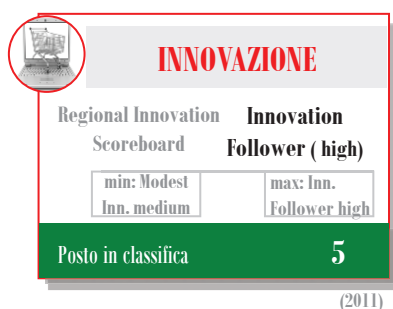 INNOVAZIONE
Regional Innovation Scoreboard
Innovation Follower ( high)
min: Modest Inn. medium
max: Inn. Follower high
Posto in classifica 5
(2011)